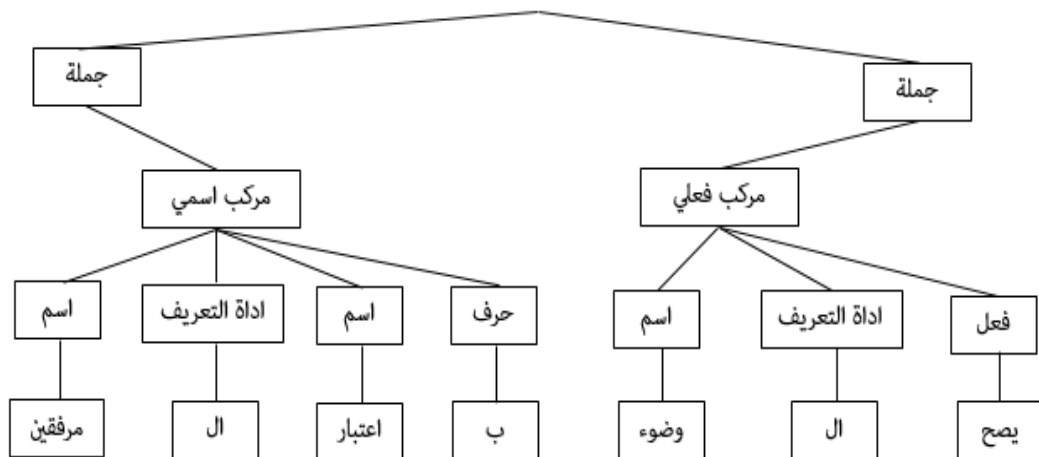 جملة
جملة
مركب فعلي
مركب اسمي
فعل
اداة التعريف
اسم
حرف
اسم
اداة التعريف
اسم
يصح
ال
وضوء
ب
اعتبار
ال
مرفقين